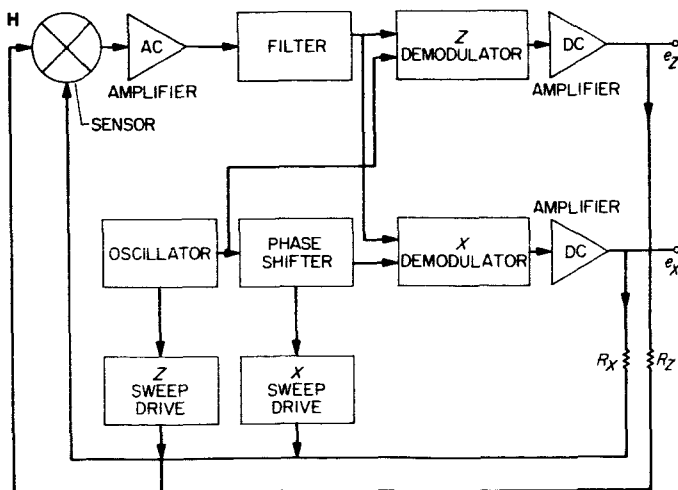 H
AC
AMPLIFIER
SENSOR
FILTER
Z
DEMODULATOR
DC
AMPLIFIER
e_Z
OSCILLATOR
PHASE
SHIFTER
X
DEMODULATOR
AMPLIFIER
DC
e_X
Z
SWEEP
DRIVE
X
SWEEP
DRIVE
R_X
R_Z